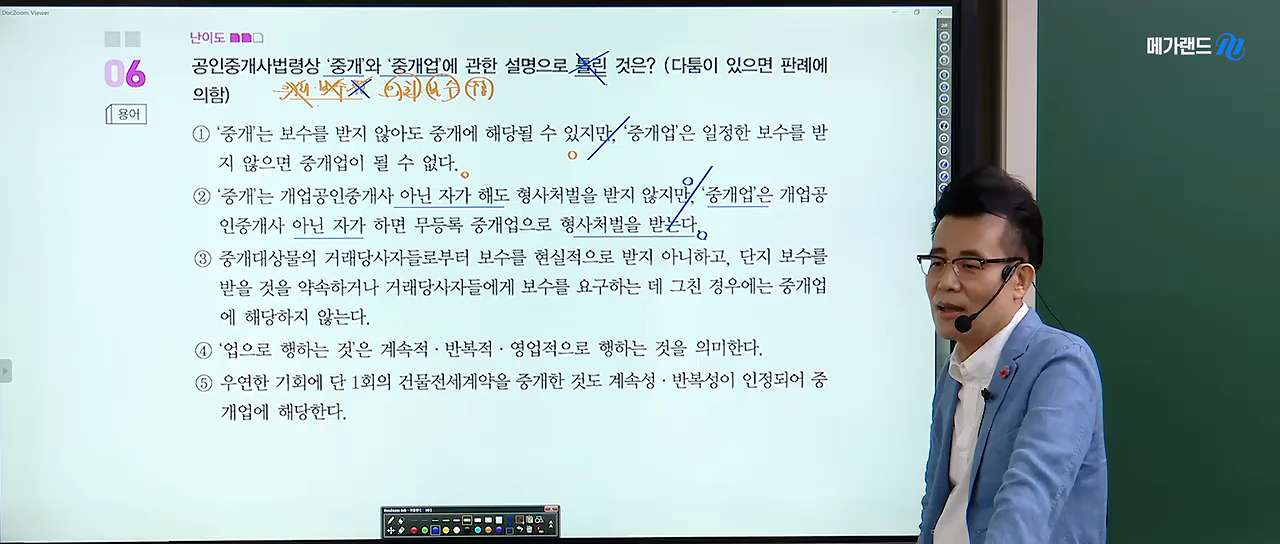 DocZoom Viewer
메가랜드
난이도
06
용어
공인중개사법령상 '중개'와 '중개업'에 관한 설명으로 틀린 것은? (다툼이 있으면 판례에
의함)
① '중개'는 보수를 받지 않아도 중개에 해당될 수 있지만, '중개업'은 일정한 보수를 받
지 않으면 중개업이 될 수 없다.
② '중개'는 개업공인중개사 아닌 자가 해도 형사처벌을 받지 않지만, '중개업'은 개업공
인중개사 아닌 자가 하면 무등록 중개업으로 형사처벌을 받는다.
③ 중개대상물의 거래당사자들로부터 보수를 현실적으로 받지 아니하고, 단지 보수를
받을 것을 약속하거나 거래당사자들에게 보수를 요구하는 데 그친 경우에는 중개업
에 해당하지 않는다.
④ '업으로 행하는 것'은 계속적·반복적·영업적으로 행하는 것을 의미한다.
⑤ 우연한 기회에 단 1회의 건물전세계약을 중개한 것도 계속성·반복성이 인정되어 중
개업에 해당한다.